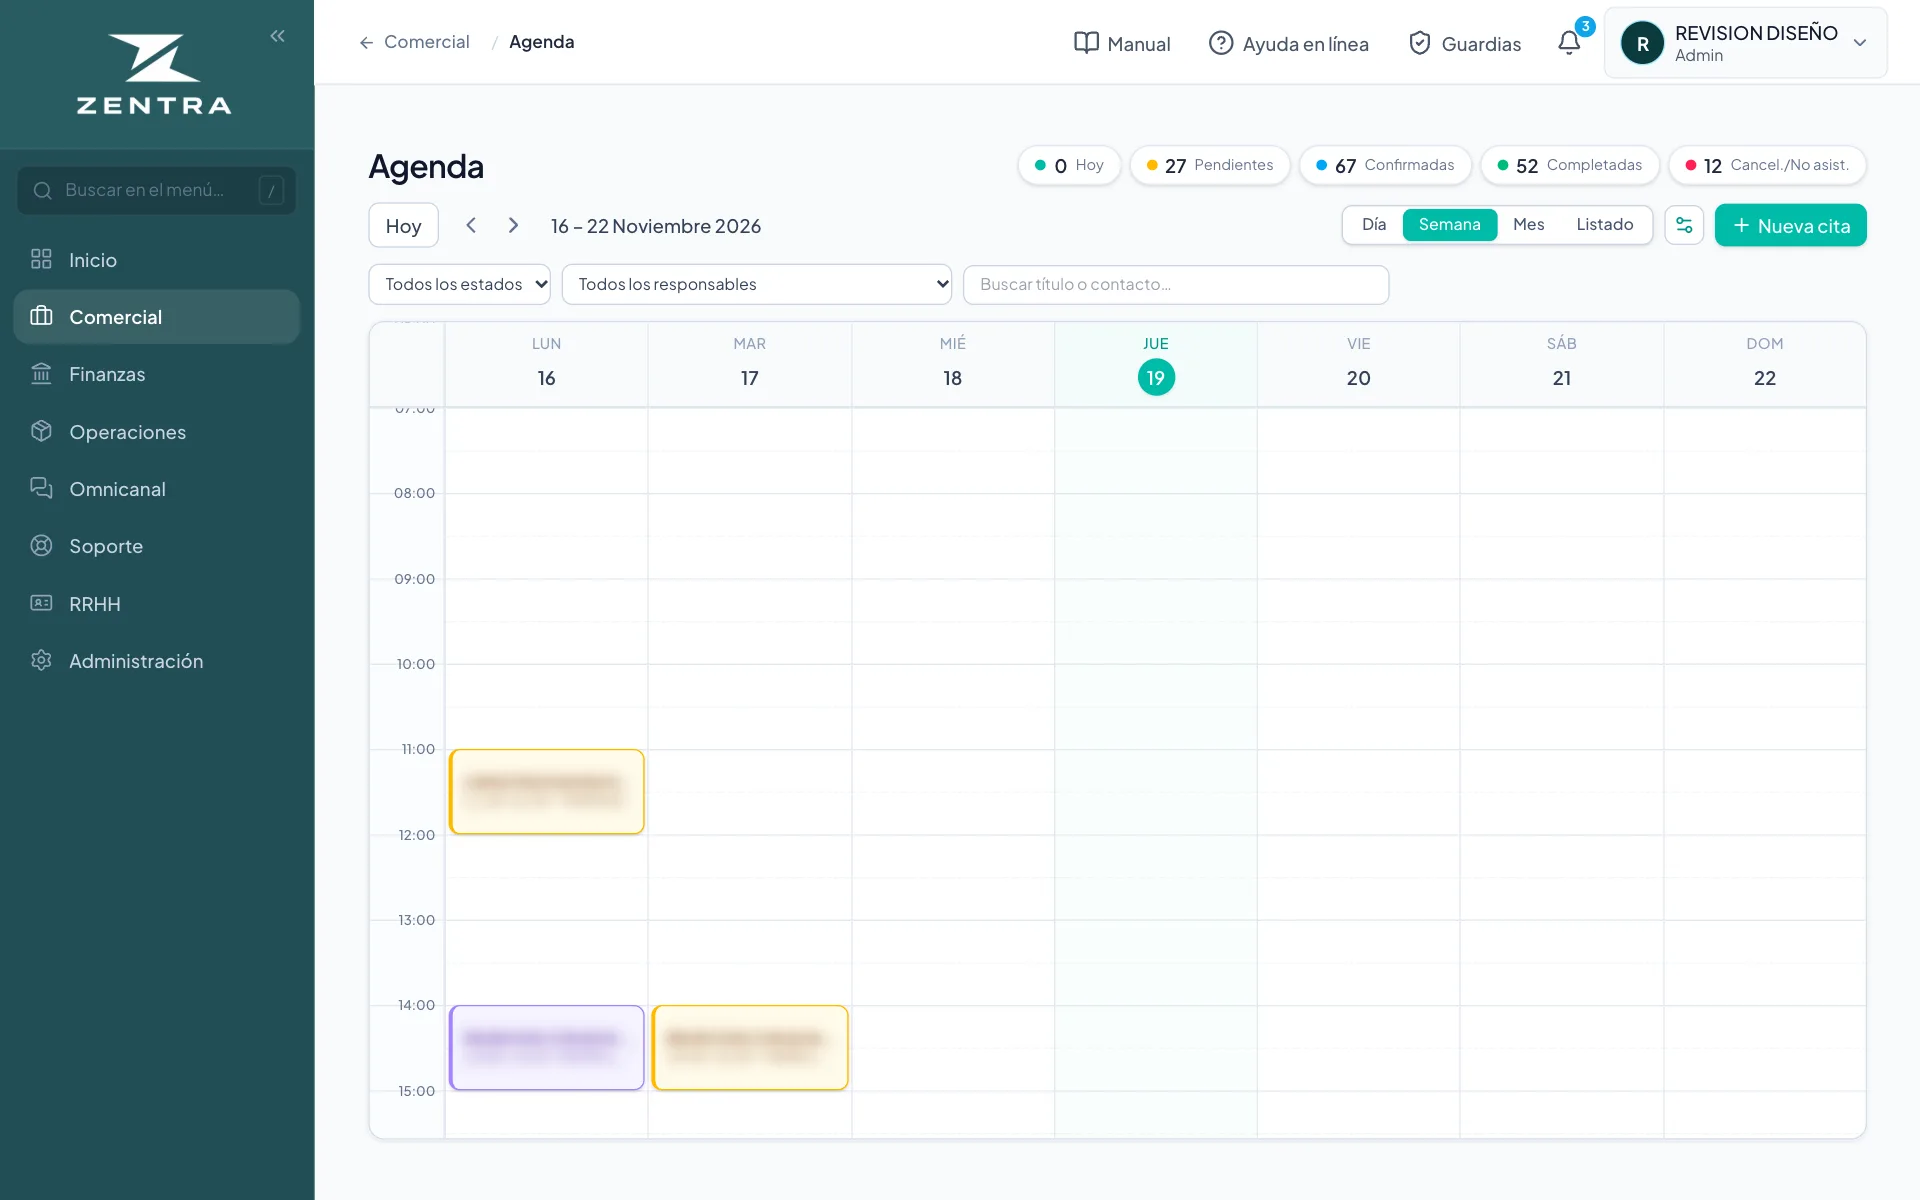 ZENTRA
Buscar en el menú... /
Inicio
Comercial
Finanzas
Operaciones
Omnicanal
Soporte
RRHH
Administración
Comercial / Agenda
Manual
Ayuda en línea
Guardias
3
R
REVISION DISEÑO
Admin
Agenda
0 Hoy
27 Pendientes
67 Confirmadas
52 Completadas
12 Cancel./No asist.
Hoy
16 – 22 Noviembre 2026
Día
Semana
Mes
Listado
+ Nueva cita
Todos los estados
Todos los responsables
Buscar título o contacto...
LUN
16
MAR
17
MIÉ
18
JUE
19
VIE
20
SÁB
21
DOM
22
07:00
08:00
09:00
10:00
11:00
12:00
13:00
14:00
15:00